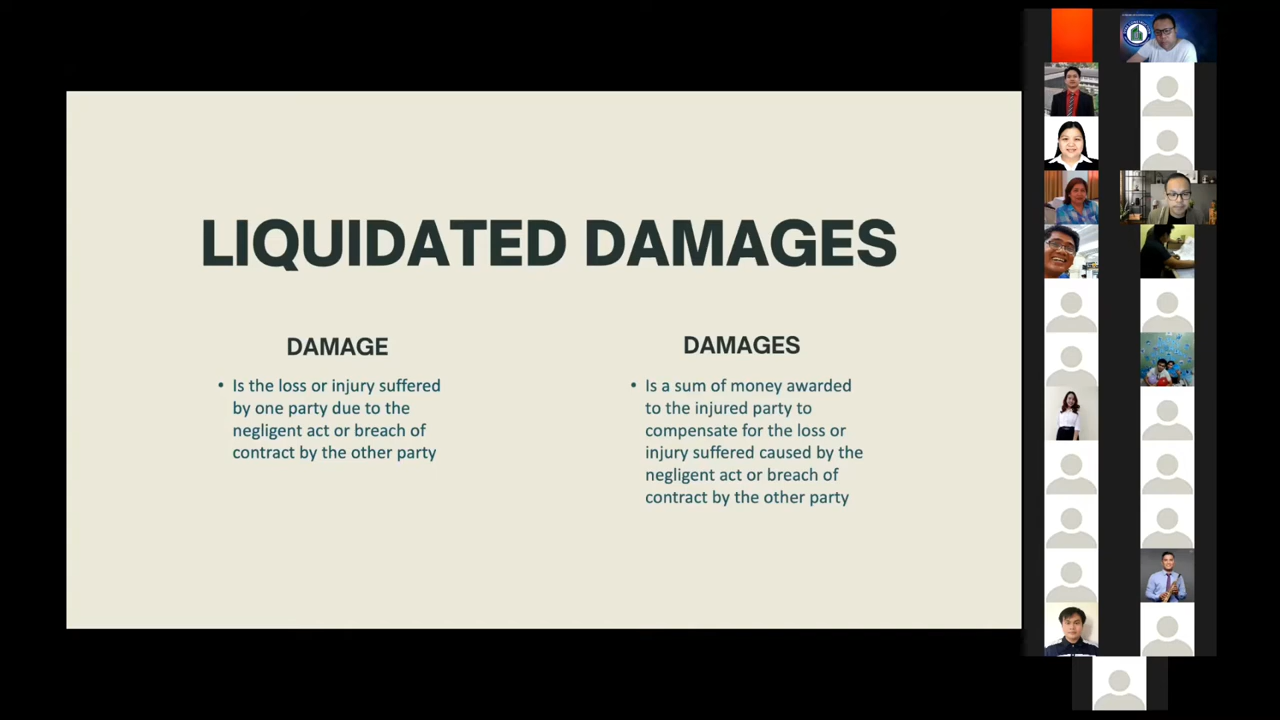 LIQUIDATED DAMAGES
DAMAGE
• Is the loss or injury suffered
by one party due to the
negligent act or breach of
contract by the other party
DAMAGES
• Is a sum of money awarded
to the injured party to
compensate for the loss or
injury suffered caused by the
negligent act or breach of
contract by the other party